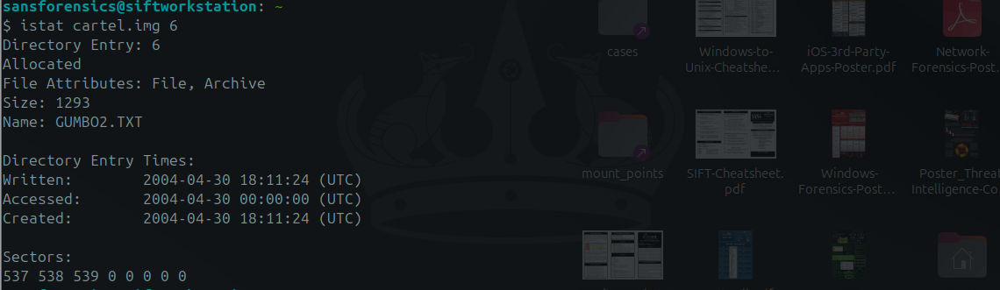 sansforensics@siftworkstation: ~
$ istat cartel.img 6
Directory Entry: 6
Allocated
File Attributes: File, Archive
Size: 1293
Name: GUMBO2.TXT
Directory Entry Times:
Written: 2004-04-30 18:11:24 (UTC)
Accessed: 2004-04-30 00:00:00 (UTC)
Created: 2004-04-30 18:11:24 (UTC)
Sectors:
537 538 539 0 0 0 0 0
cases
Windows-to-
Unix-Cheatshe...
iOS-3rd-Party-
Apps-Poster.pdf
Network-
Forensics-Post...
mount_points
SIFT-Cheatsheet.
pdf
Windows-
Forensics-Post...
Poster_Threat
Intelligence-Co...